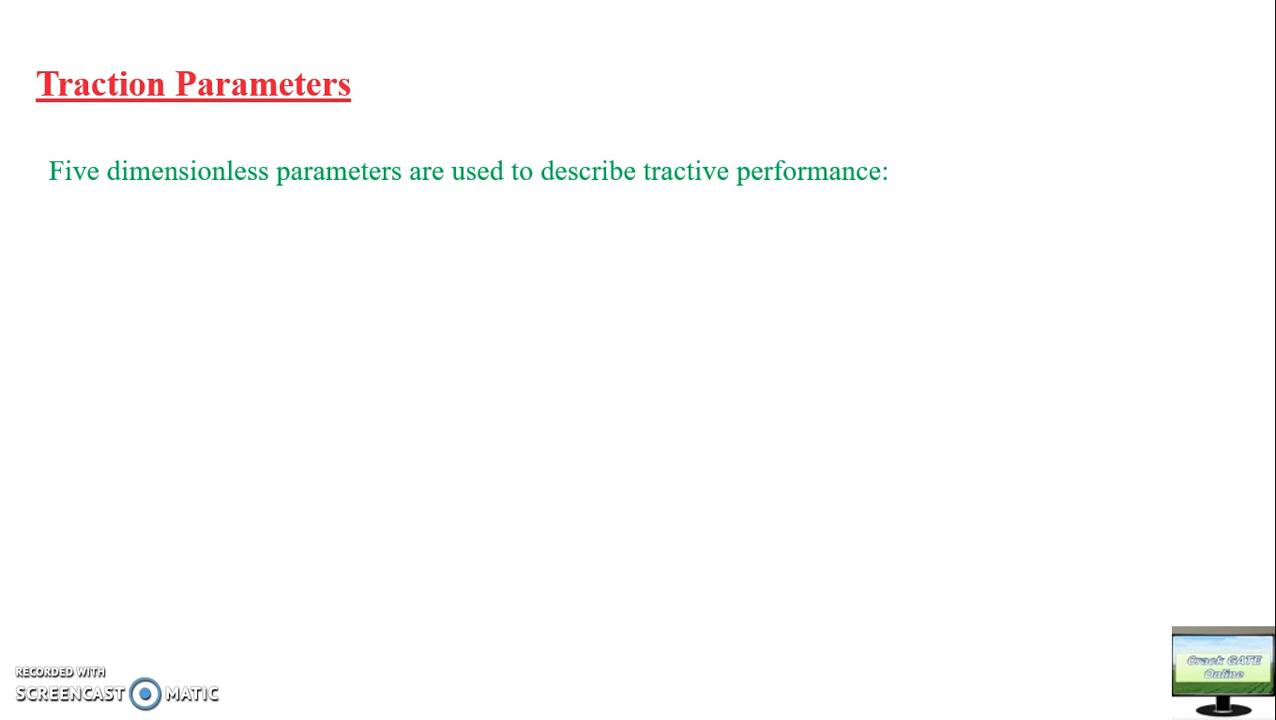 Traction Parameters
Five dimensionless parameters are used to describe tractive performance:
RECORDED WITH
SCREENCAST MATIC
Crack GATE
Online